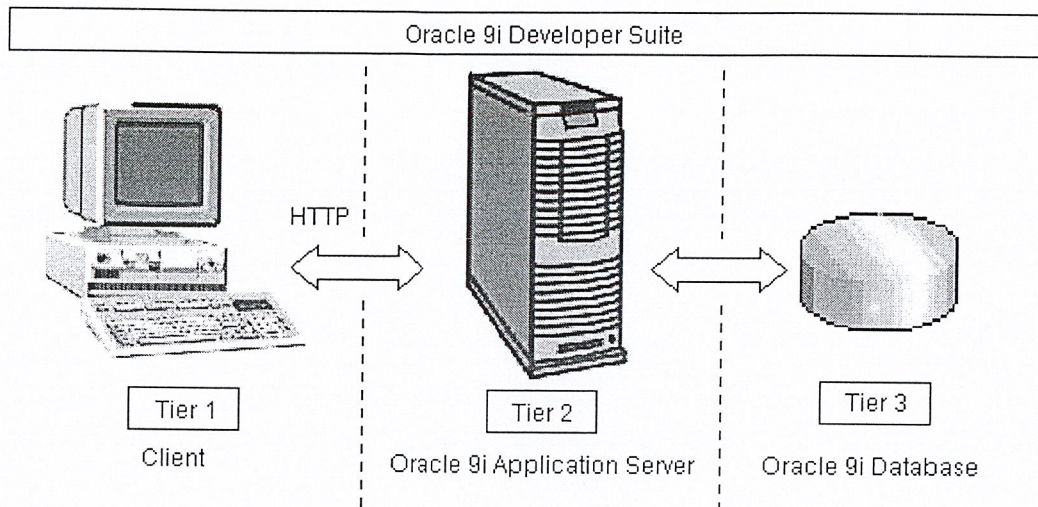 Oracle 9i Developer Suite
HTTP
Tier 1
Tier 2
Tier 3
Client
Oracle 9i Application Server
Oracle 9i Database